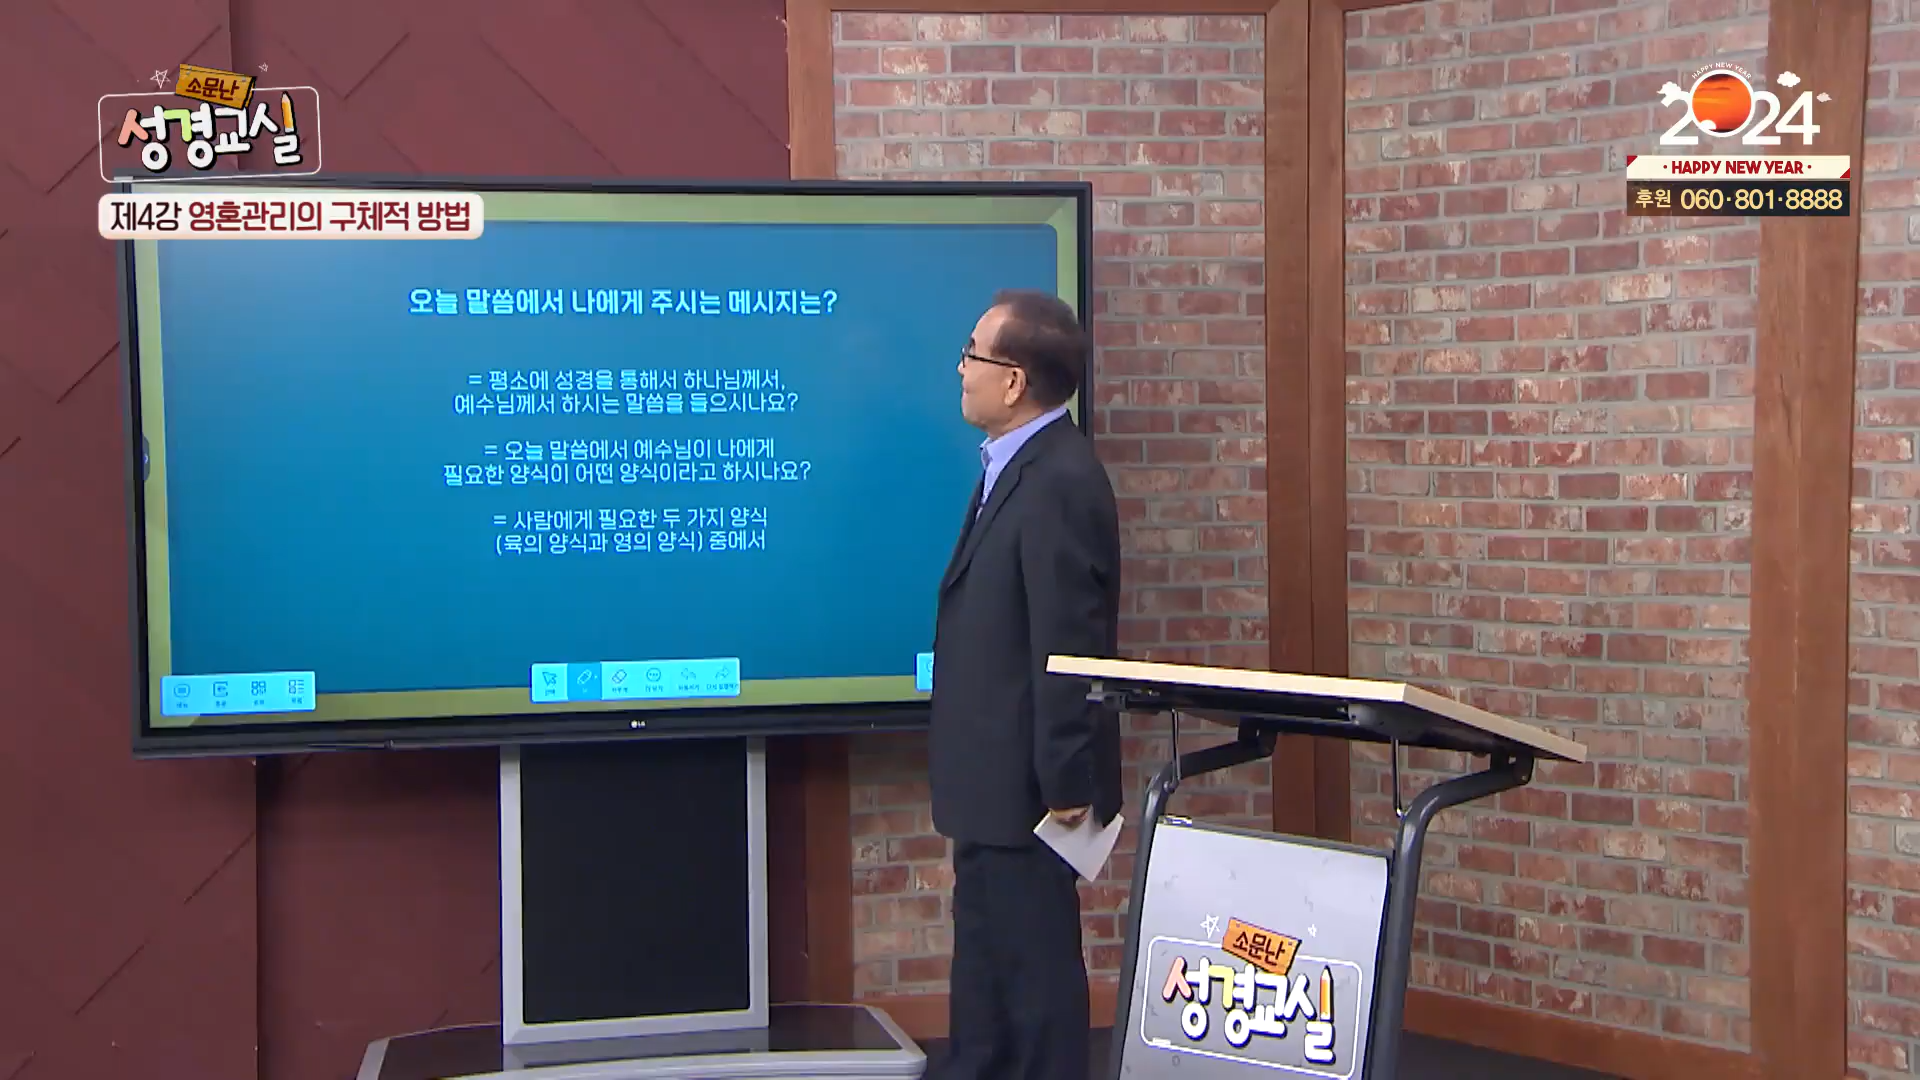 소문난
성경교실
HAPPY NEW YEAR
2024
· HAPPY NEW YEAR ·
후원 060·801·8888
제4강 영혼관리의 구체적 방법
오늘 말씀에서 나에게 주시는 메시지는?
= 평소에 성경을 통해서 하나님께서,
예수님께서 하시는 말씀을 들으시나요?
= 오늘 말씀에서 예수님이 나에게
필요한 양식이 어떤 양식이라고 하시나요?
= 사람에게 필요한 두 가지 양식
(육의 양식과 영의 양식) 중에서
LG
소문난
성경교실